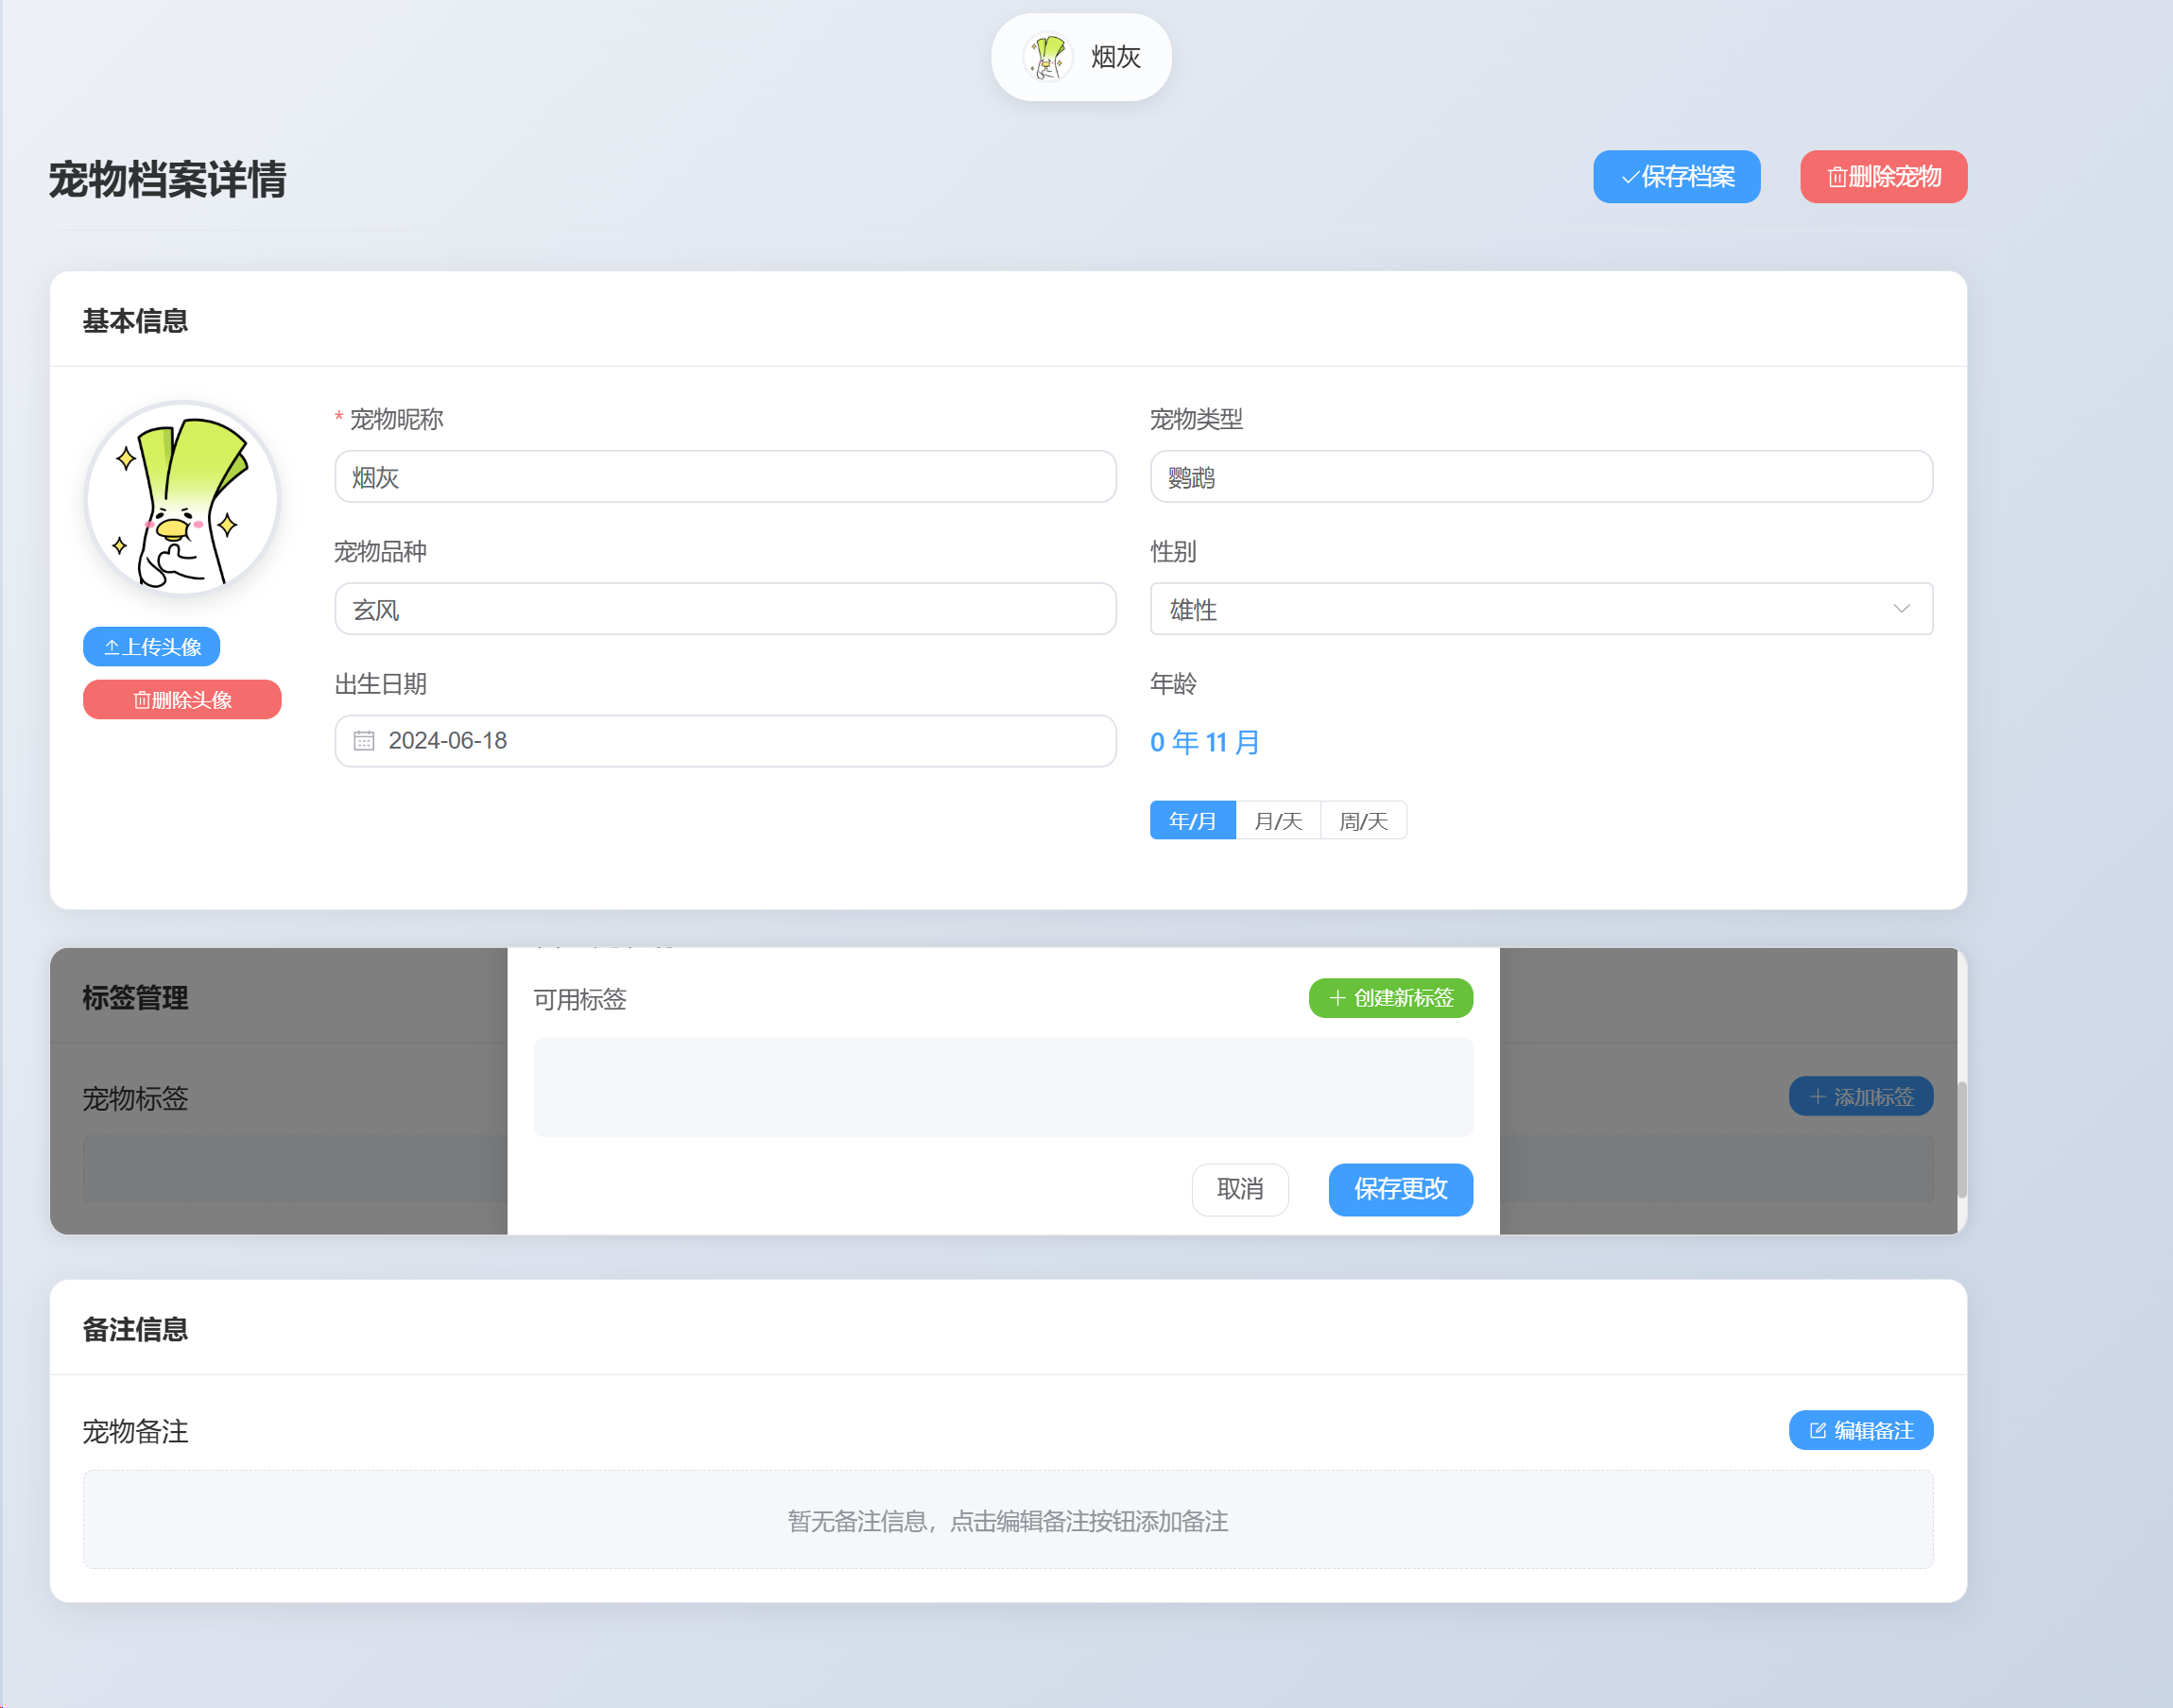 烟灰
宠物档案详情
保存档案
删除宠物
基本信息
* 宠物昵称
宠物类型
烟灰
鹦鹉
宠物品种
性别
玄风
雄性
上传头像
删除头像
出生日期
年龄
2024-06-18
0 年 11 月
年/月
月/天
周/天
标签管理
可用标签
创建新标签
宠物标签
添加标签
取消
保存更改
备注信息
宠物备注
编辑备注
暂无备注信息，点击编辑备注按钮添加备注